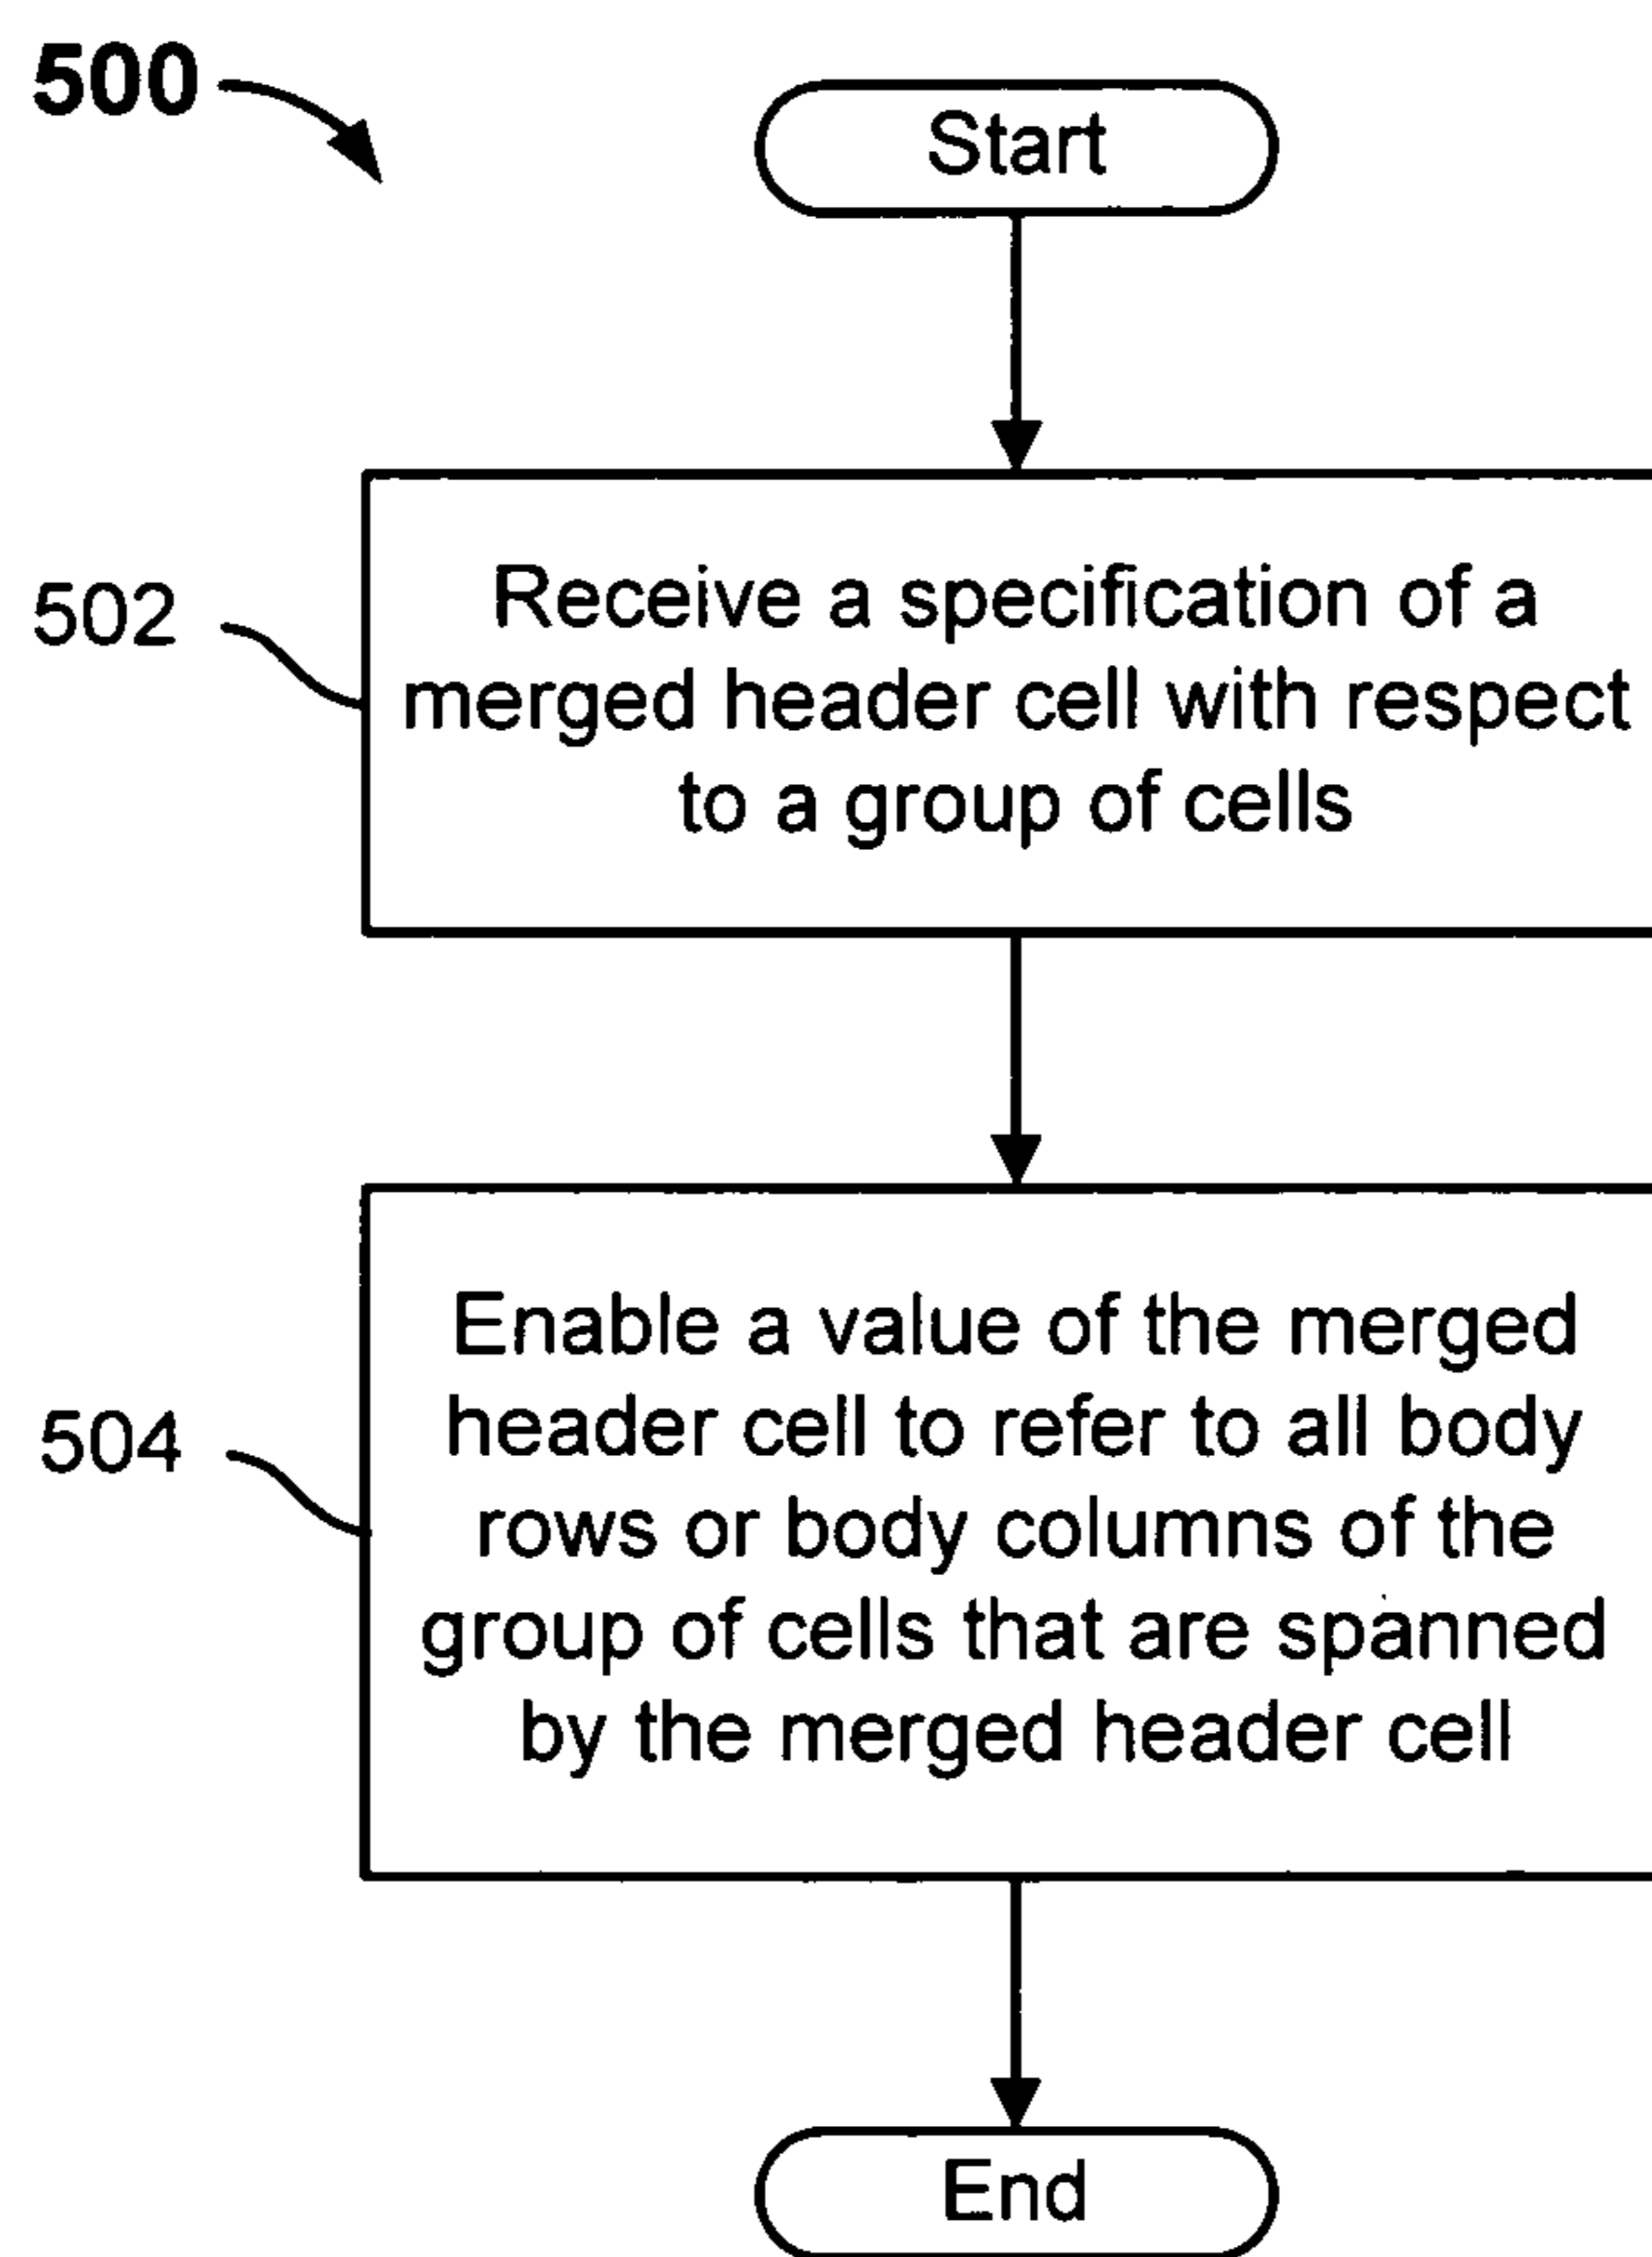 500
Start
502
Receive a specification of a
merged header cell with respect
to a group of cells
504
Enable a value of the merged
header cell to refer to all body
rows or body columns of the
group of cells that are spanned
by the merged header cell
End